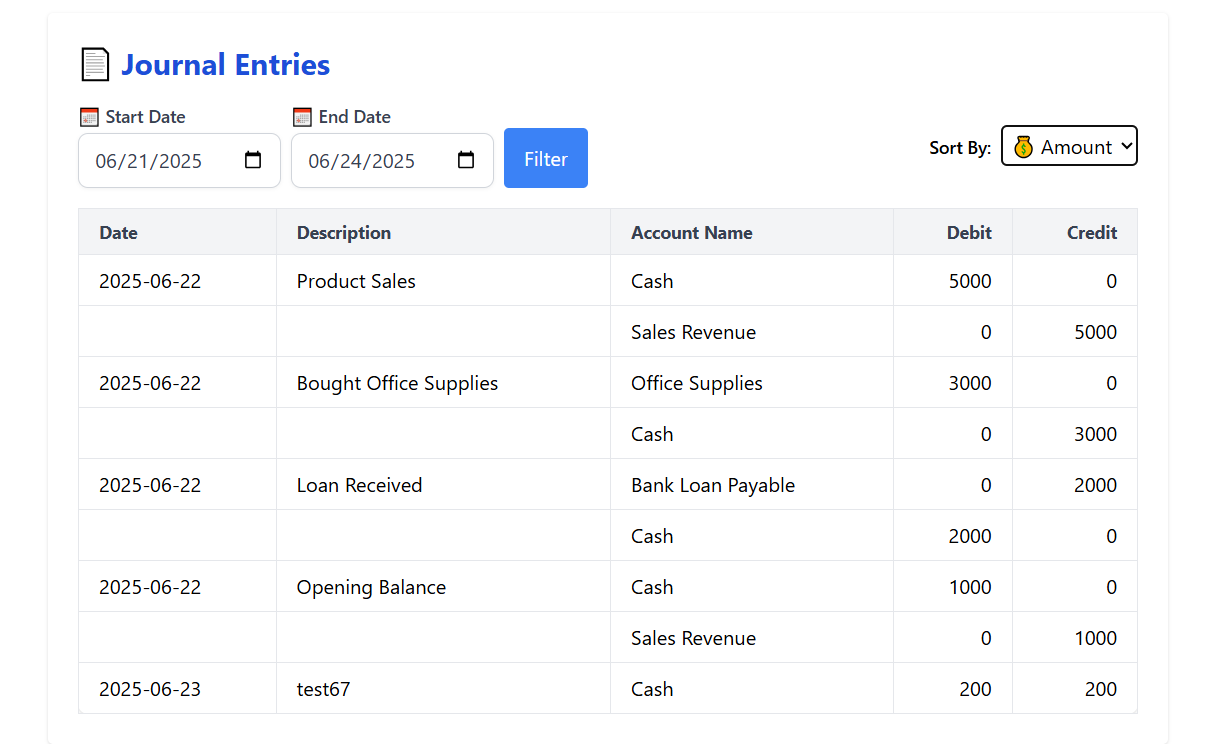 Journal Entries
Start Date End Date
06/21/2025 06/24/2025 Filter Sort By: Amount
Date Description Account Name Debit Credit
2025-06-22 Product Sales Cash 5000 0
Sales Revenue 0 5000
2025-06-22 Bought Office Supplies Office Supplies 3000 0
Cash 0 3000
2025-06-22 Loan Received Bank Loan Payable 0 2000
Cash 2000 0
2025-06-22 Opening Balance Cash 1000 0
Sales Revenue 0 1000
2025-06-23 test67 Cash 200 200